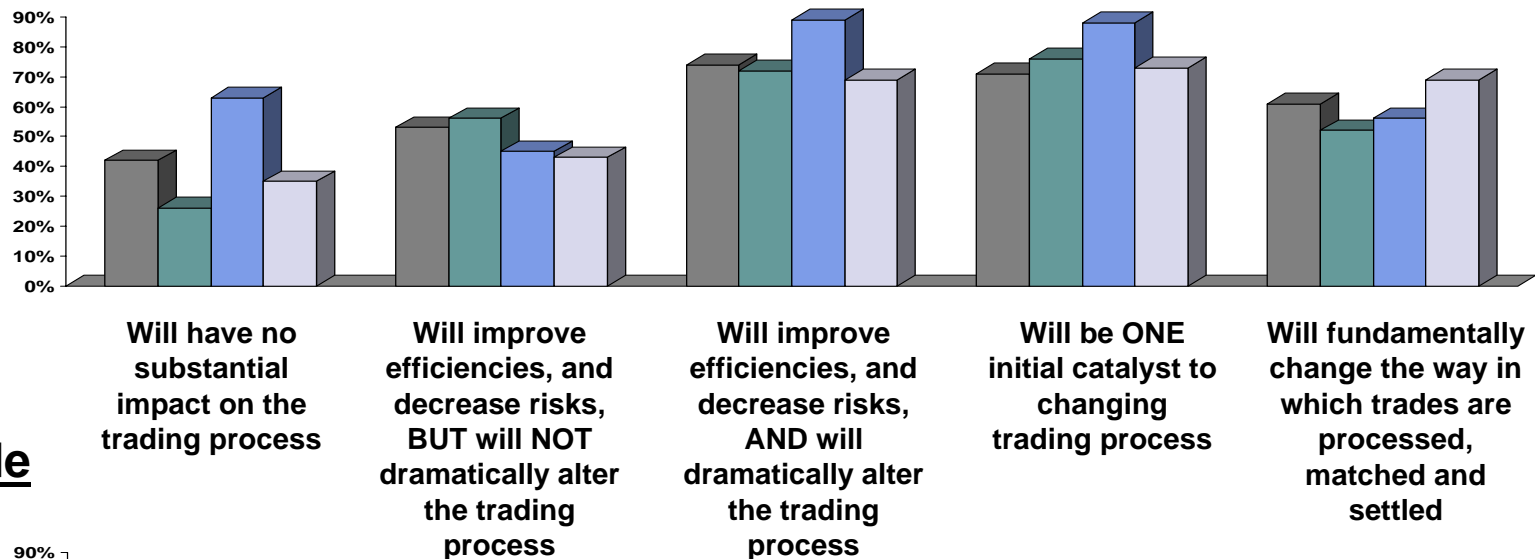 90%
80%
70%
60%
50%
40%
30%
20%
10%
0%
Will have no
substantial
impact on the
trading process
Will improve
efficiencies, and
decrease risks,
BUT will NOT
dramatically alter
the trading
process
Will improve
efficiencies, and
decrease risks,
AND will
dramatically alter
the trading
process
Will be ONE
initial catalyst to
changing
trading process
Will fundamentally
change the way in
which trades are
processed,
matched and
settled
90%